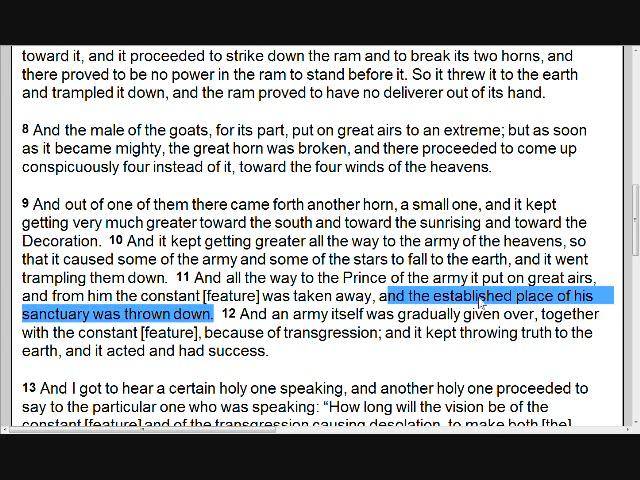 toward it, and it proceeded to strike down the ram and to break its two horns, and
there proved to be no power in the ram to stand before it. So it threw it to the earth
and trampled it down, and the ram proved to have no deliverer out of its hand.
8 And the male of the goats, for its part, put on great airs to an extreme; but as soon
as it became mighty, the great horn was broken, and there proceeded to come up
conspicuously four instead of it, toward the four winds of the heavens.
9 And out of one of them there came forth another horn, a small one, and it kept
getting very much greater toward the south and toward the sunrising and toward the
Decoration. 10 And it kept getting greater all the way to the army of the heavens, so
that it caused some of the army and some of the stars to fall to the earth, and it went
trampling them down. 11 And all the way to the Prince of the army it put on great airs,
and from him the constant [feature] was taken away, and the established place of his
sanctuary was thrown down. 12 And an army itself was gradually given over, together
with the constant [feature], because of transgression; and it kept throwing truth to the
earth, and it acted and had success.
13 And I got to hear a certain holy one speaking, and another holy one proceeded to
say to the particular one who was speaking: “How long will the vision be of the
constant [feature] and of the transgression causing desolation, to make both [the]